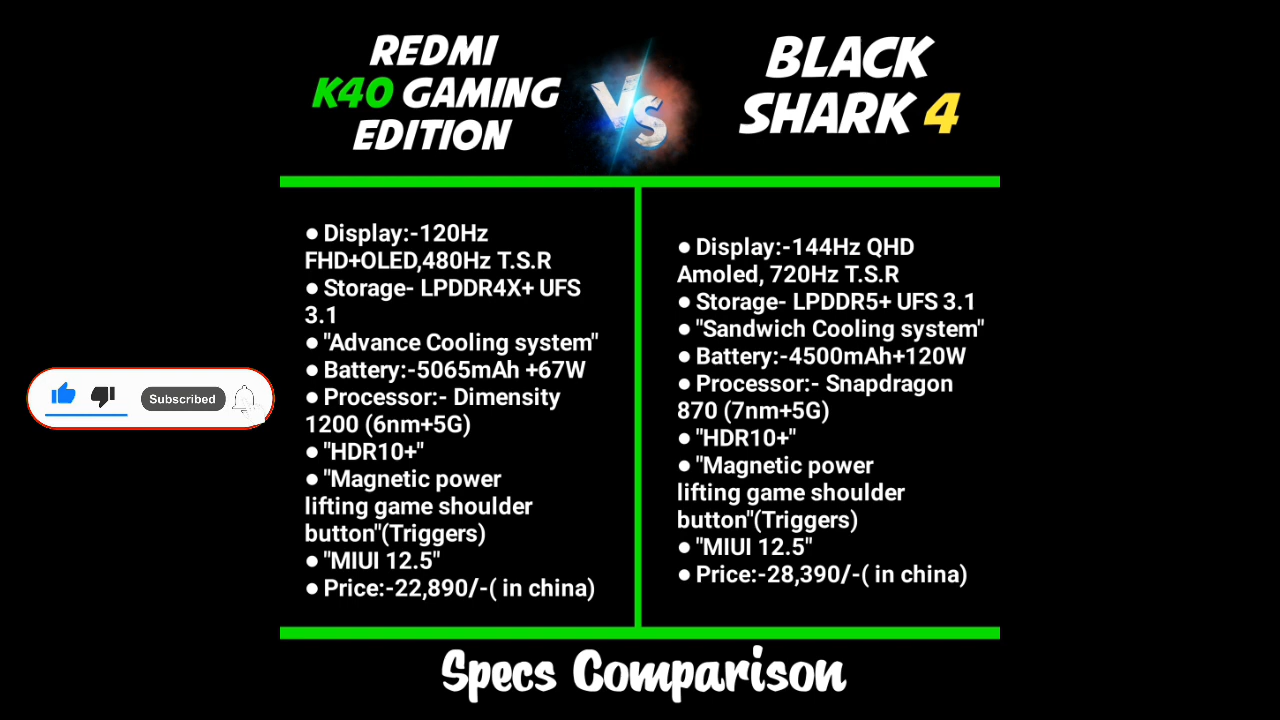 REDMI
K40 GAMING
EDITION
VS
BLACK
SHARK 4
● Display:-120Hz
FHD+OLED,480Hz T.S.R
● Storage- LPDDR4X+ UFS
3.1
● "Advance Cooling system"
● Battery:-5065mAh +67W
● Processor:- Dimensity
1200 (6nm+5G)
● "HDR10+"
● "Magnetic power
lifting game shoulder
button"(Triggers)
● "MIUI 12.5"
● Price:-22,890/-( in china)
● Display:-144Hz QHD
Amoled, 720Hz T.S.R
● Storage- LPDDR5+ UFS 3.1
● "Sandwich Cooling system"
● Battery:-4500mAh+120W
● Processor:- Snapdragon
870 (7nm+5G)
● "HDR10+"
● "Magnetic power
lifting game shoulder
button"(Triggers)
● "MIUI 12.5"
● Price:-28,390/-( in china)
Subscribed
Specs Comparison